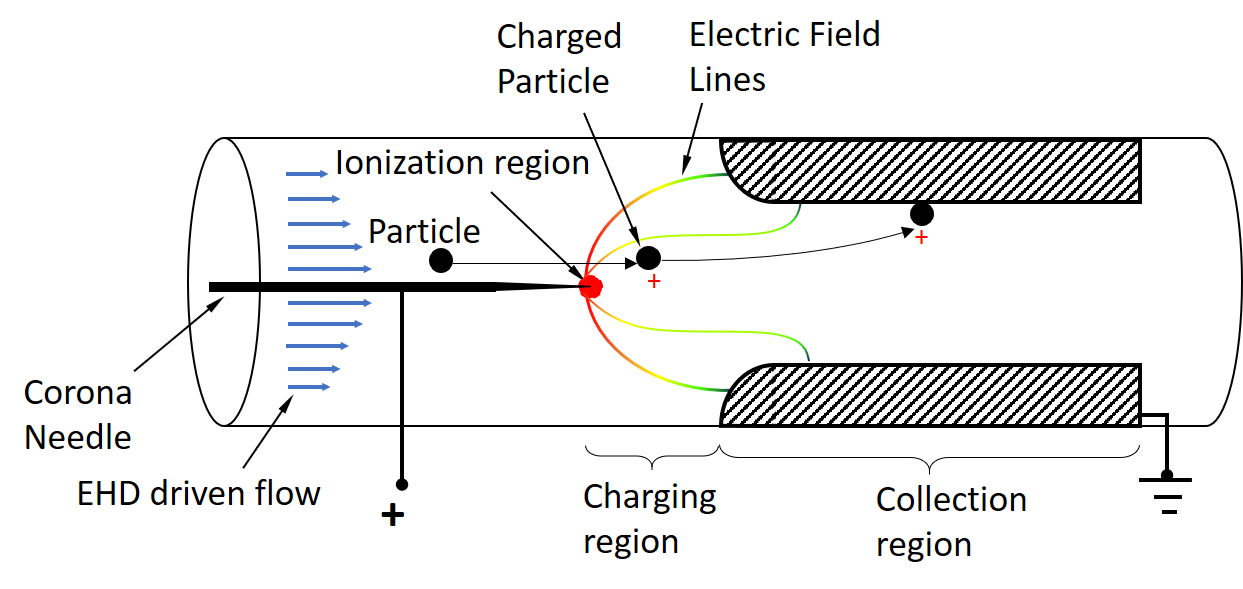 Charged
Particle
Electric Field
Lines
Ionization region
Particle
+
+
Corona
Needle
EHD driven flow
+
Charging
region
Collection
region